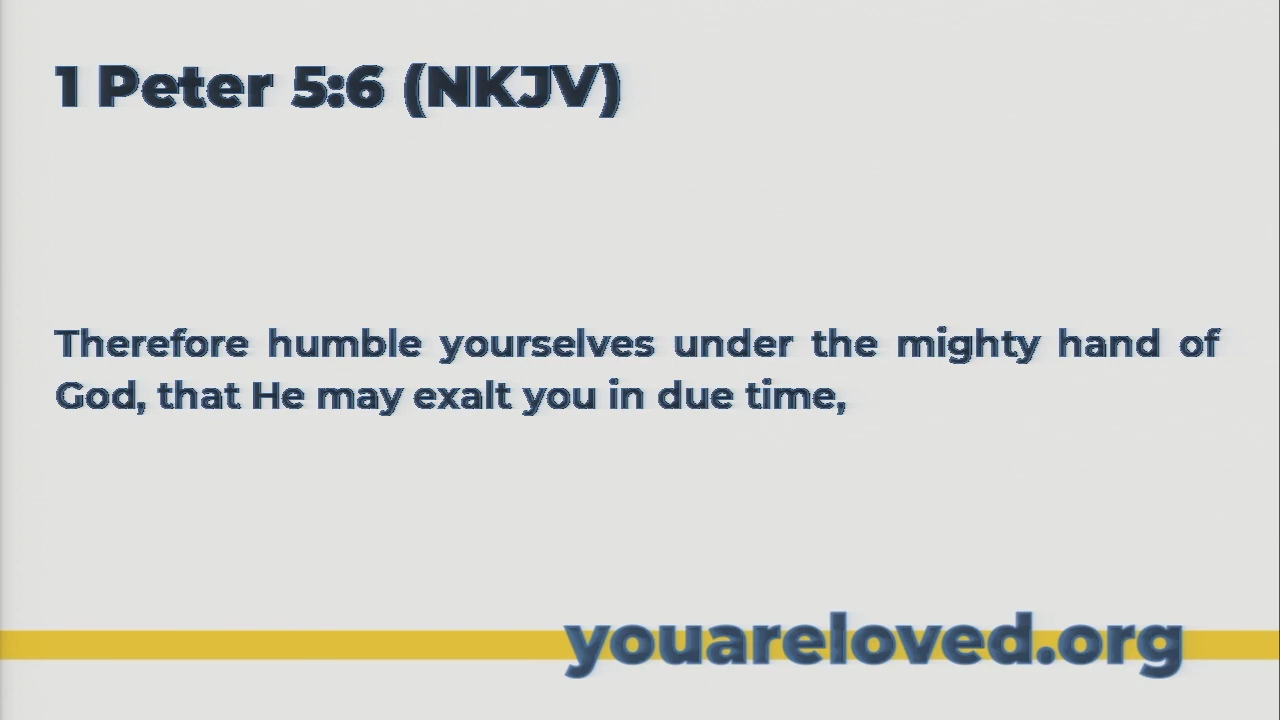 1 Peter 5:6 (NKJV)
Therefore humble yourselves under the mighty hand of
God, that He may exalt you in due time,
youareloved.org